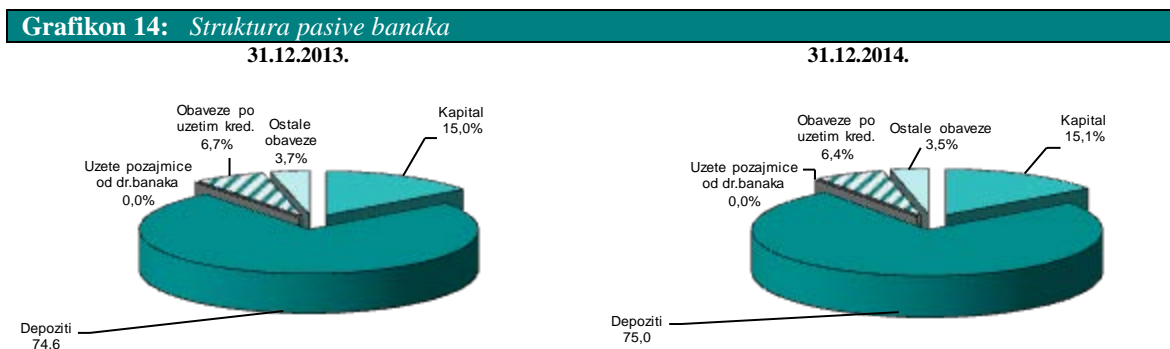 Grafikon 14: Struktura pasive banaka
31.12.2013.
Obaveze po
uzetim kred.
6,7%
Ostale
obaveze
3,7%
Kapital
15,0%
Uzete pozajmice
od dr.banaka
0,0%
Depoziti
74,6
31.12.2014.
Obaveze po
uzetim kred.
6,4%
Ostale obaveze
3,5%
Kapital
15,1%
Uzete pozajmice
od dr.banaka
0,0%
Depoziti
75,0